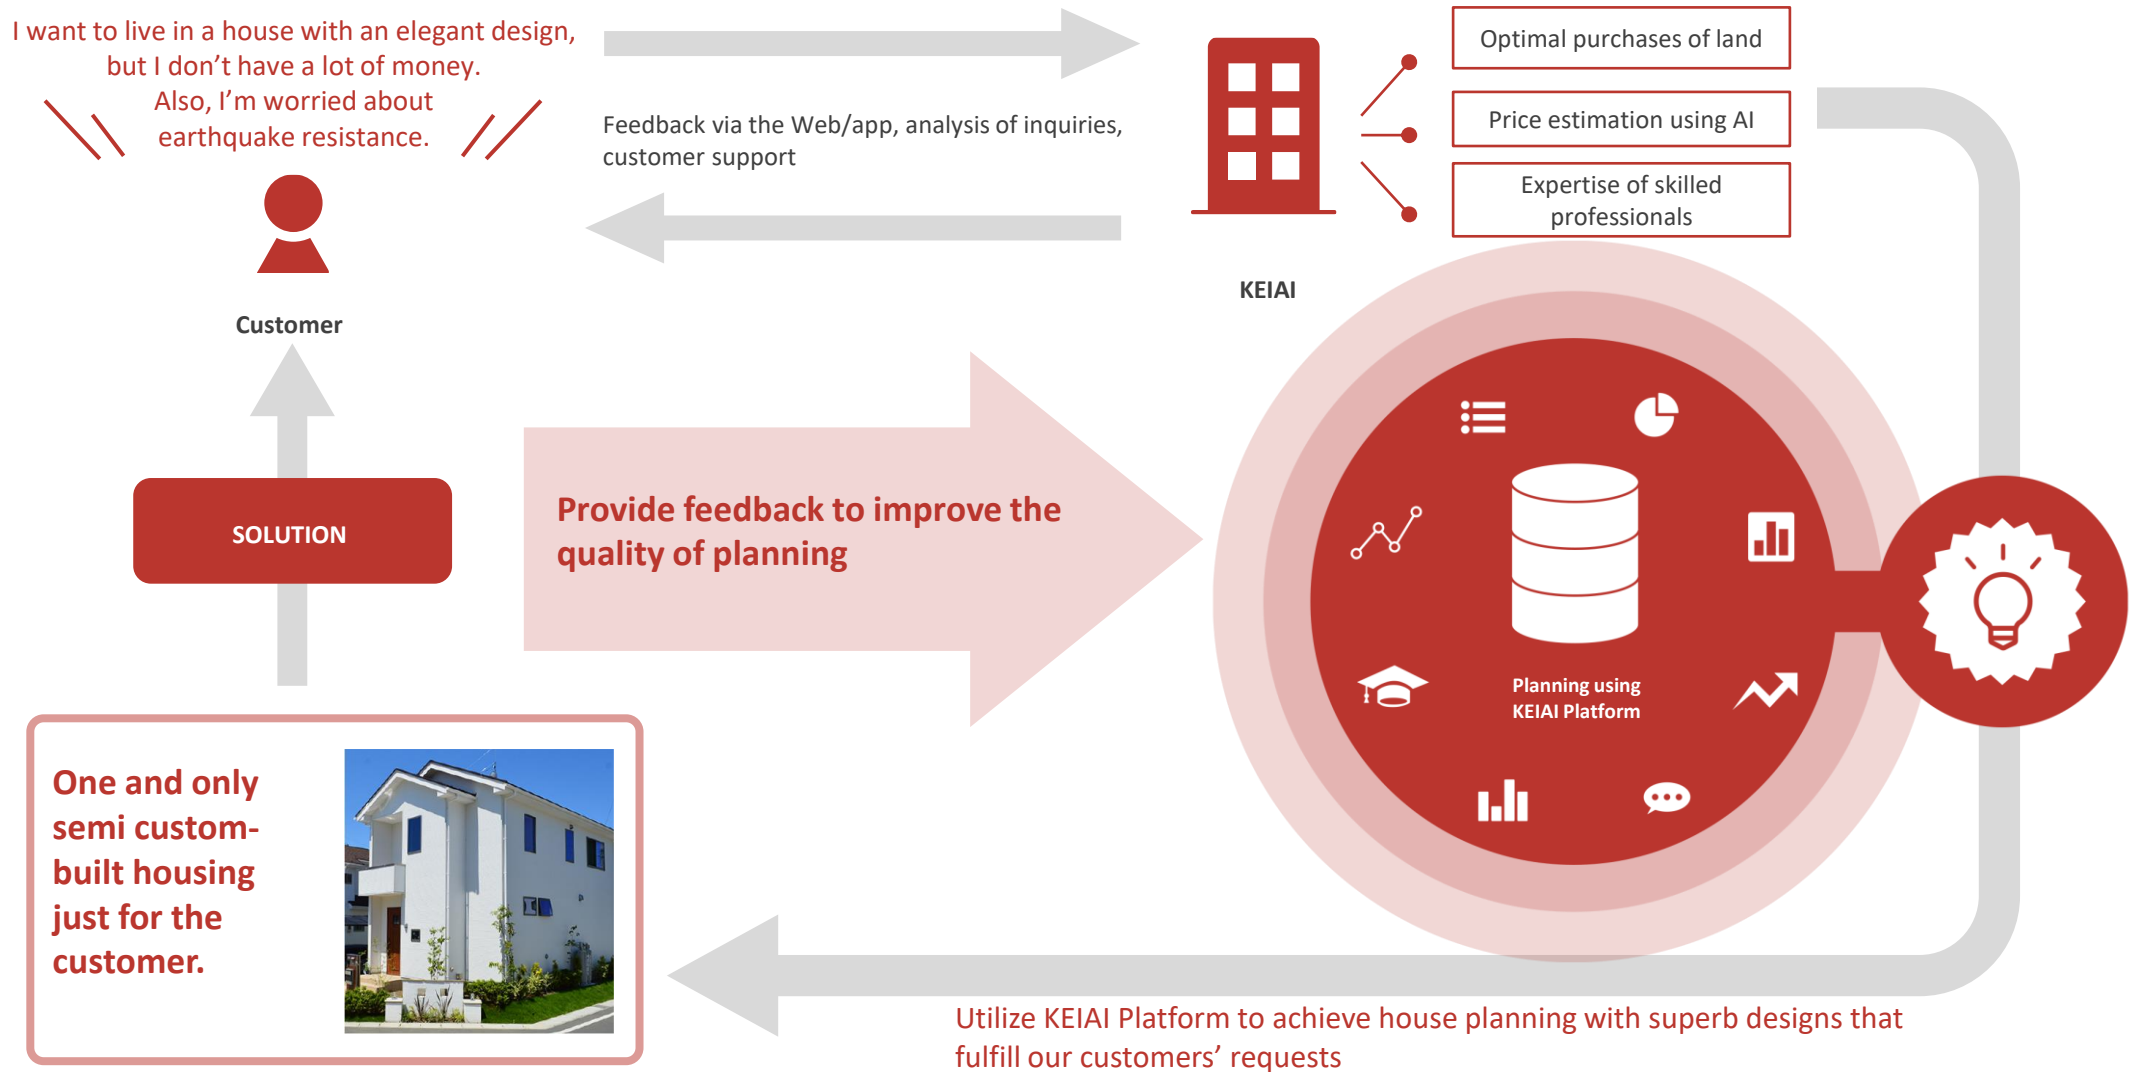 I want to live in a house with an elegant design,
but I don’t have a lot of money.
Also, I’m worried about
earthquake resistance.
Customer
Feedback via the Web/app, analysis of inquiries,
customer support
KEIAI
Optimal purchases of land
Price estimation using AI
Expertise of skilled
professionals
SOLUTION
Provide feedback to improve the
quality of planning
Planning using
KEIAI Platform
One and only
semi custom-
built housing
just for the
customer.
Utilize KEIAI Platform to achieve house planning with superb designs that
fulfill our customers’ requests